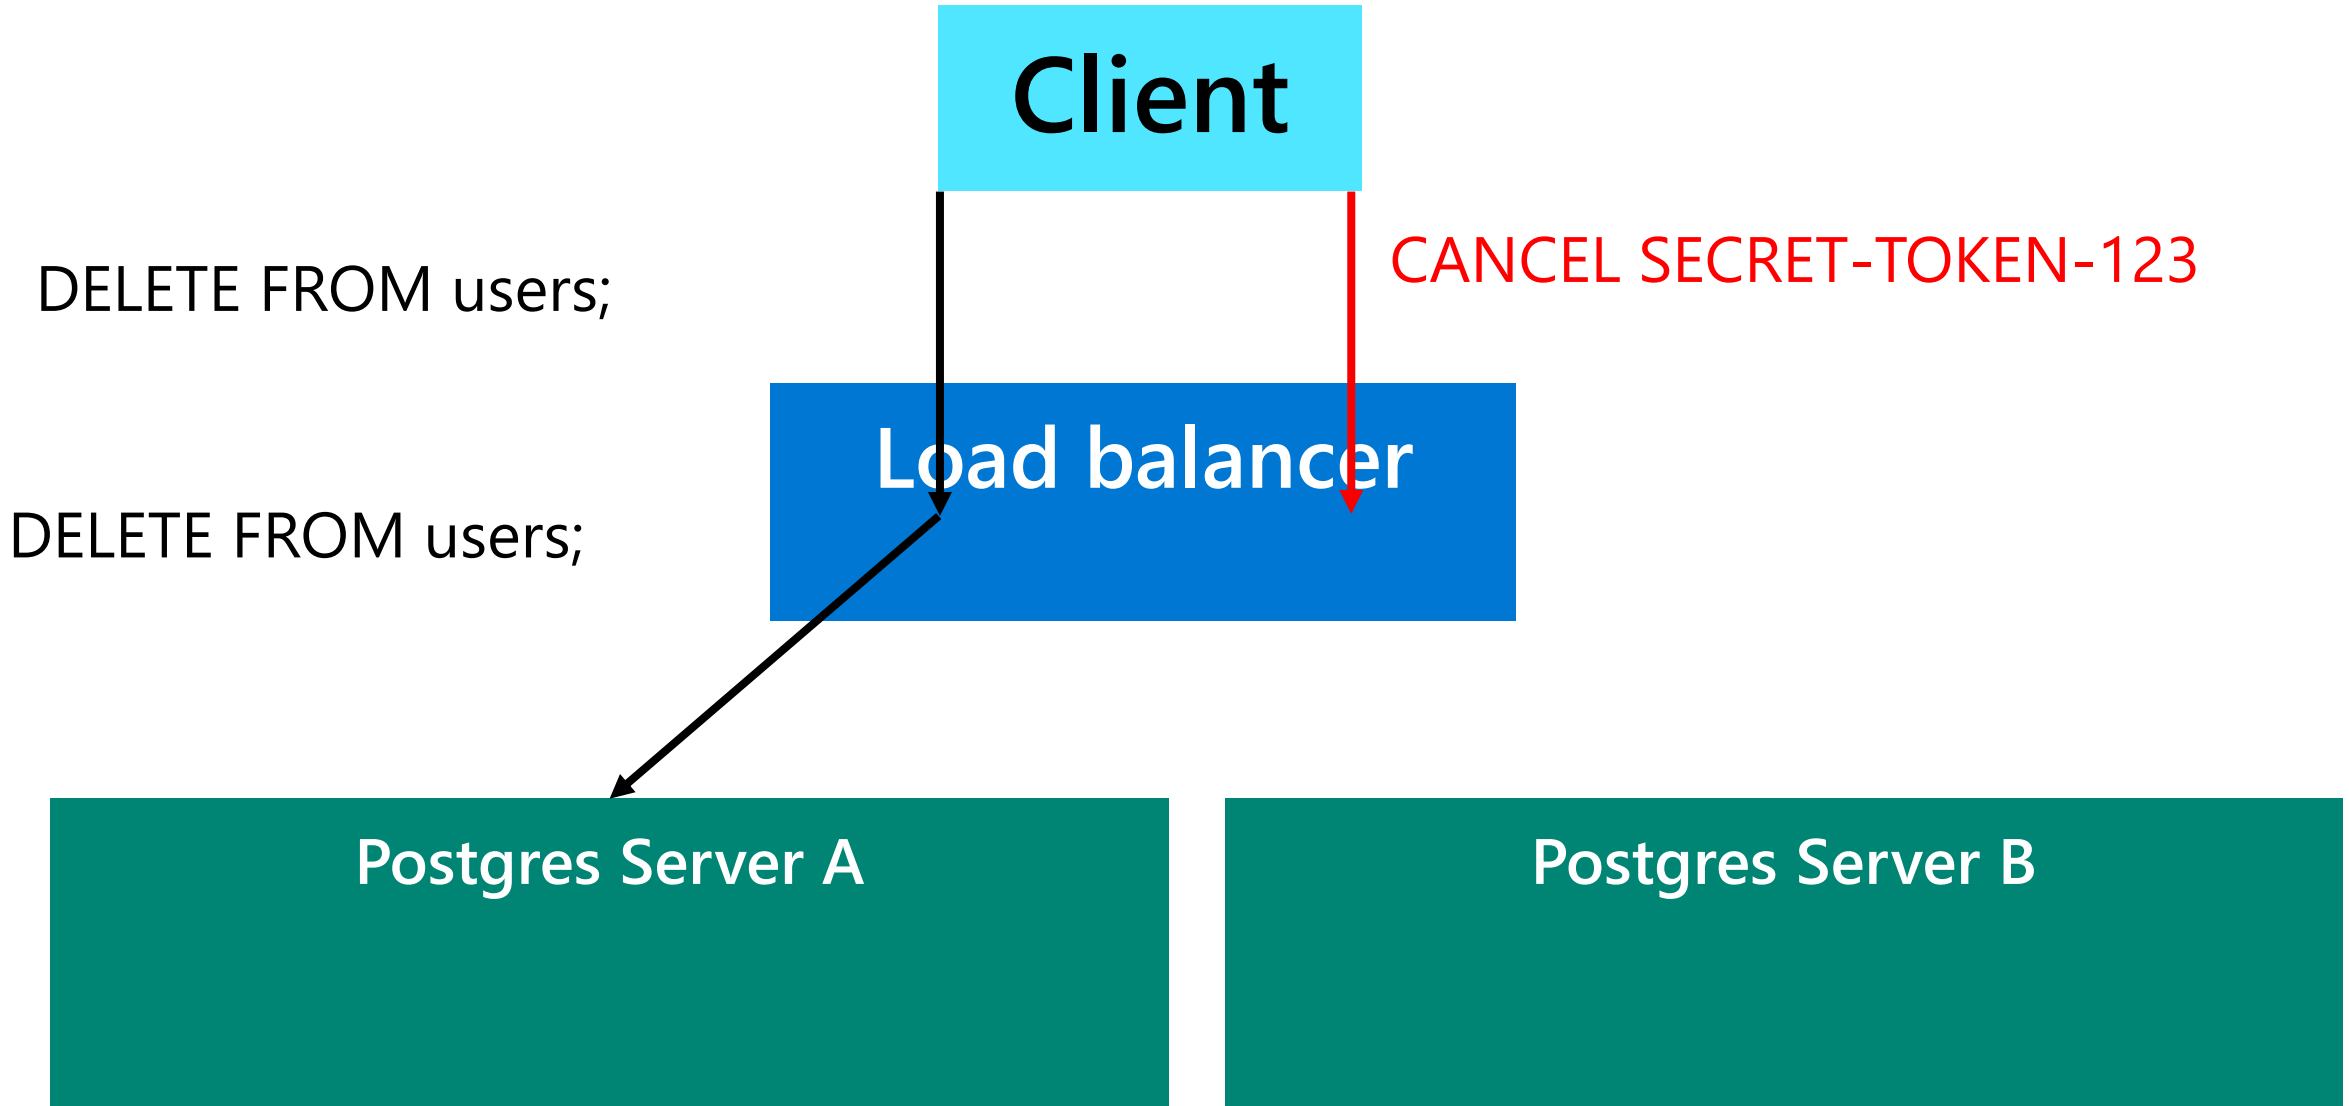 Client
CANCEL SECRET-TOKEN-123
DELETE FROM users;
Load balancer
DELETE FROM users;
Postgres Server A
Postgres Server B